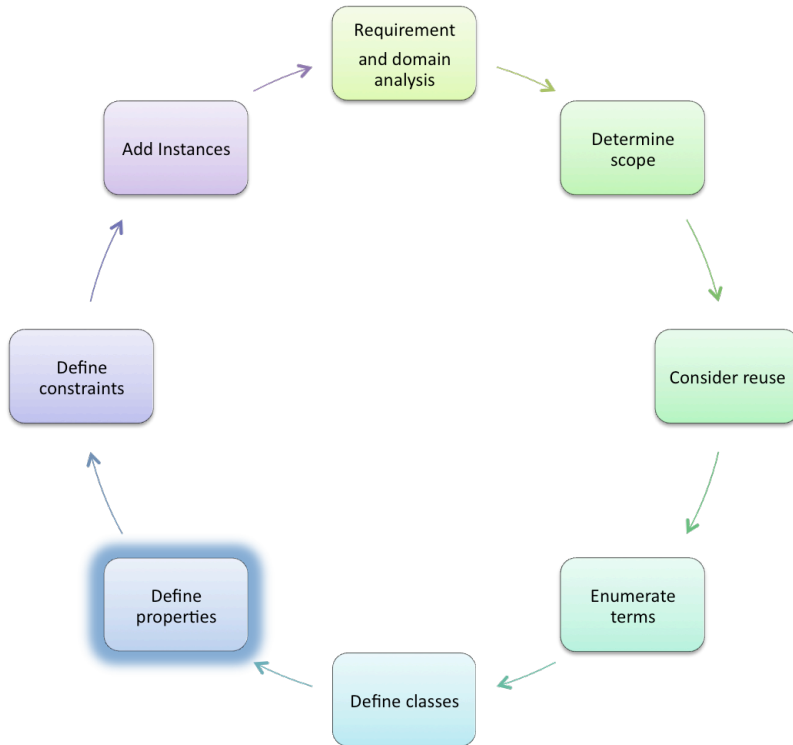 Requirement
and domain
analysis
Determine
scope
Consider reuse
Enumerate
terms
Define classes
Define
properties
Define
constraints
Add Instances